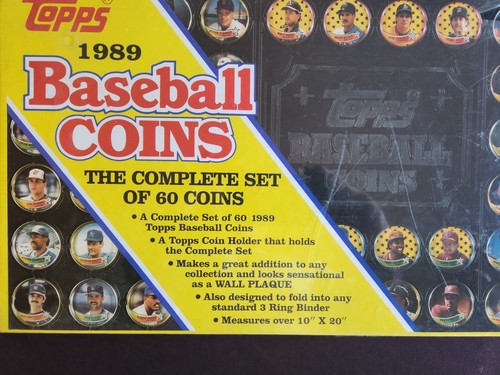 TOPPS
®
1989
Baseball
COINS
THE COMPLETE SET
OF 60 COINS
• A Complete Set of 60 1989
Topps Baseball Coins
• A Topps Coin Holder that holds
the Complete Set
• Makes a great addition to any
collection and looks sensational
as a WALL PLAQUE
• Also designed to fold into any
standard 3 Ring Binder
• Measures over 10" X 20"
Topps
BASEBALL
COINS